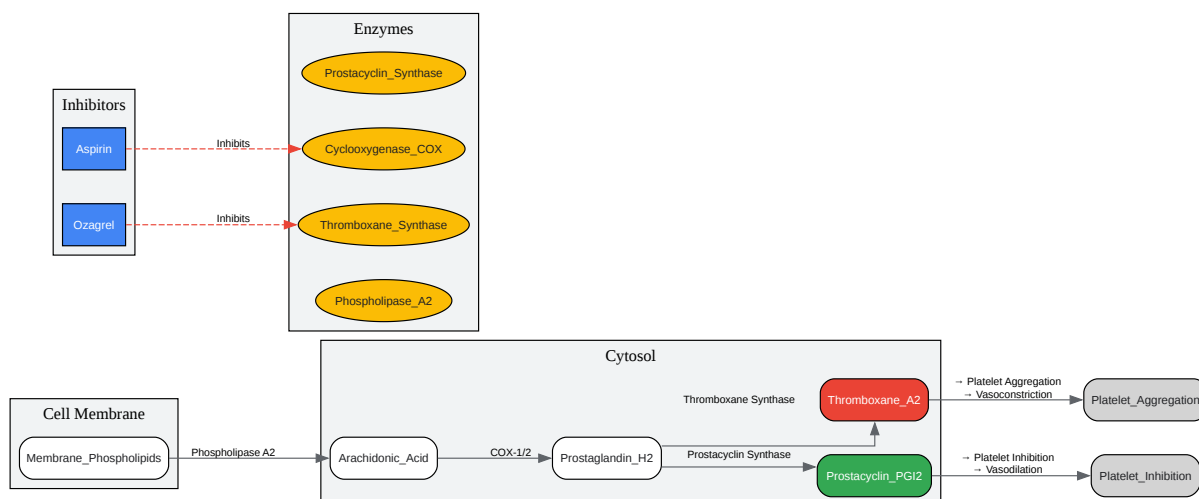 Enzymes
Prostacyclin_Synthase
Inhibitors
Aspirin
Inhibits
Cyclooxygenase_COX
Ozagrel
Inhibits
Thromboxane_Synthase
Phospholipase_A2
Cytosol
Thromboxane Synthase
Thromboxane_A2
→ Platelet Aggregation
→ Vasoconstriction
Platelet_Aggregation
Cell Membrane
Membrane_Phospholipids
Phospholipase A2
Arachidonic_Acid
COX-1/2
Prostaglandin_H2
Prostacyclin Synthase
Prostacyclin_PGI2
→ Platelet Inhibition
→ Vasodilation
Platelet_Inhibition